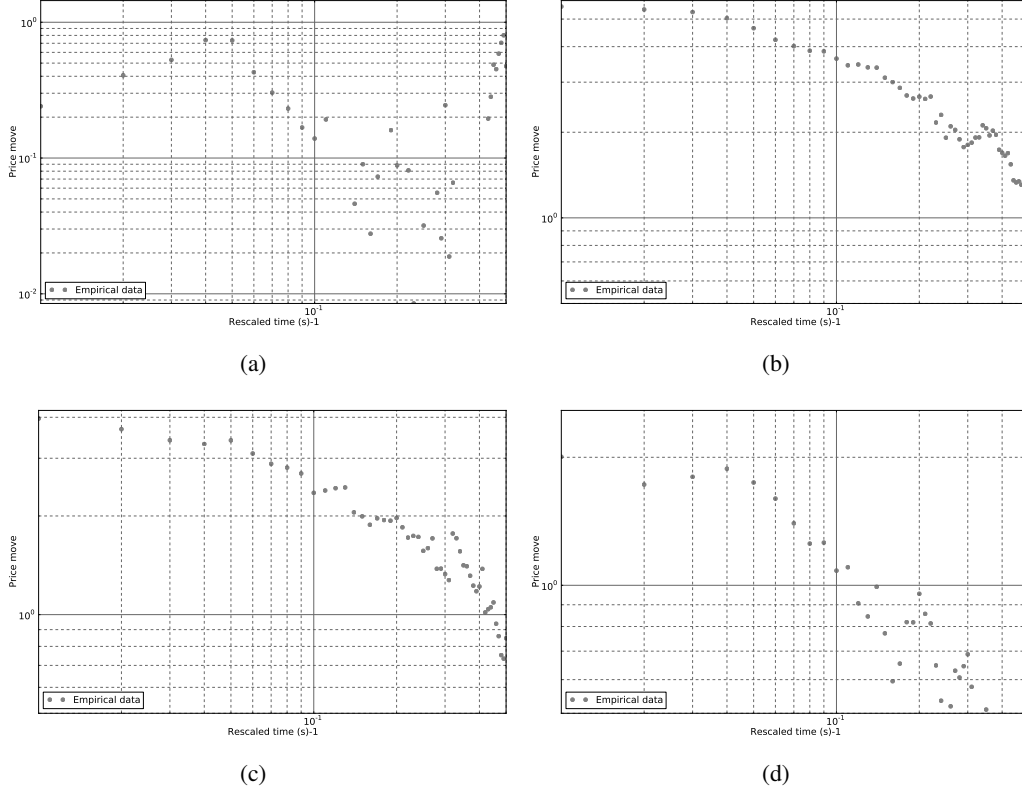 10^0
10^-1
10^-2
Price move
Empirical data
10^-1
Rescaled time (s)-1
(a)
10^0
Price move
Empirical data
10^-1
Rescaled time (s)-1
(b)
10^0
Price move
Empirical data
10^-1
Rescaled time (s)-1
(c)
10^0
Price move
Empirical data
10^-1
Rescaled time (s)-1
(d)